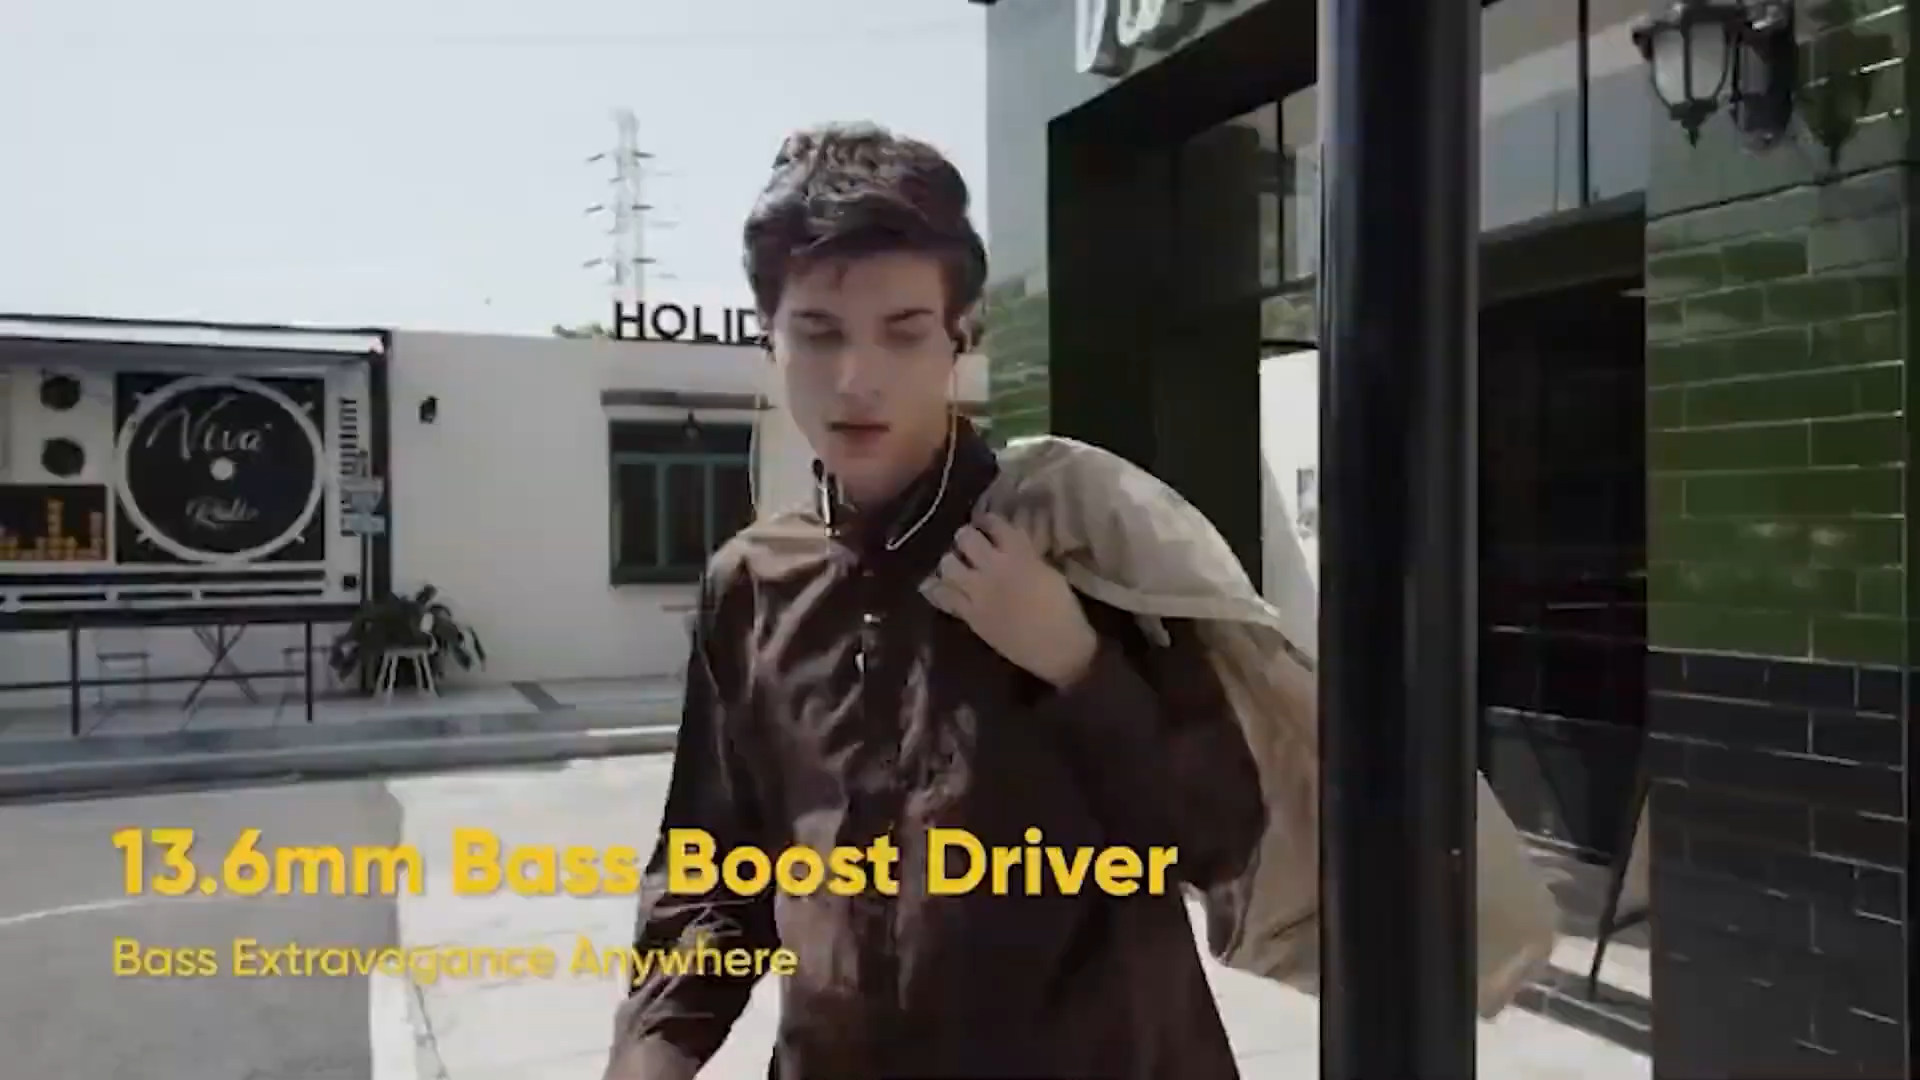 HOLID
Viva
Radio
13.6mm Bass Boost Driver
Bass Extravagance Anywhere